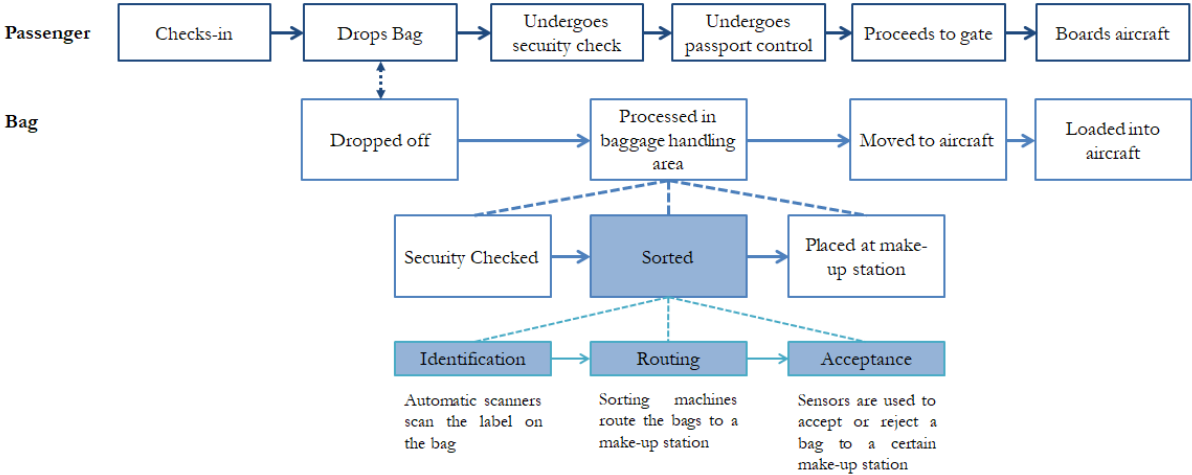 Passenger
Checks-in
Drops Bag
Undergoes
security check
Undergoes
passport control
Proceeds to gate
Boards aircraft
Bag
Dropped off
Processed in
baggage handling
area
Moved to aircraft
Loaded into
aircraft
Security Checked
Sorted
Placed at make-
up station
Identification
Routing
Acceptance
Automatic scanners
scan the label on
the bag
Sorting machines
route the bags to a
make-up station
Sensors are used to
accept or reject a
bag to a certain
make-up station